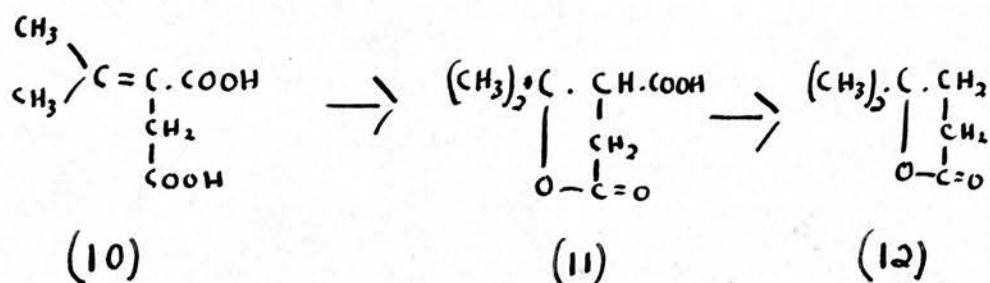 CH3
CH3 C = C . COOH
CH2
COOH
(CH3)2 . C . CH . COOH
CH2
O - C = O
(CH3)2 . C . CH2
CH2
O - C = O
(10) (11) (12)